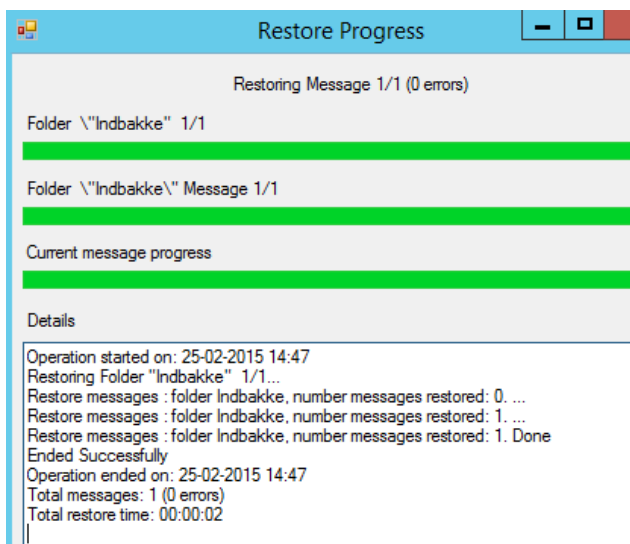 Restore Progress
Restoring Message 1/1 (0 errors)
Folder \"Indbakke" 1/1
Folder \"Indbakke\" Message 1/1
Current message progress
Details
Operation started on: 25-02-2015 14:47
Restoring Folder "Indbakke" 1/1...
Restore messages : folder Indbakke, number messages restored: 0. ...
Restore messages : folder Indbakke, number messages restored: 1. ...
Restore messages : folder Indbakke, number messages restored: 1. Done
Ended Successfully
Operation ended on: 25-02-2015 14:47
Total messages: 1 (0 errors)
Total restore time: 00:00:02